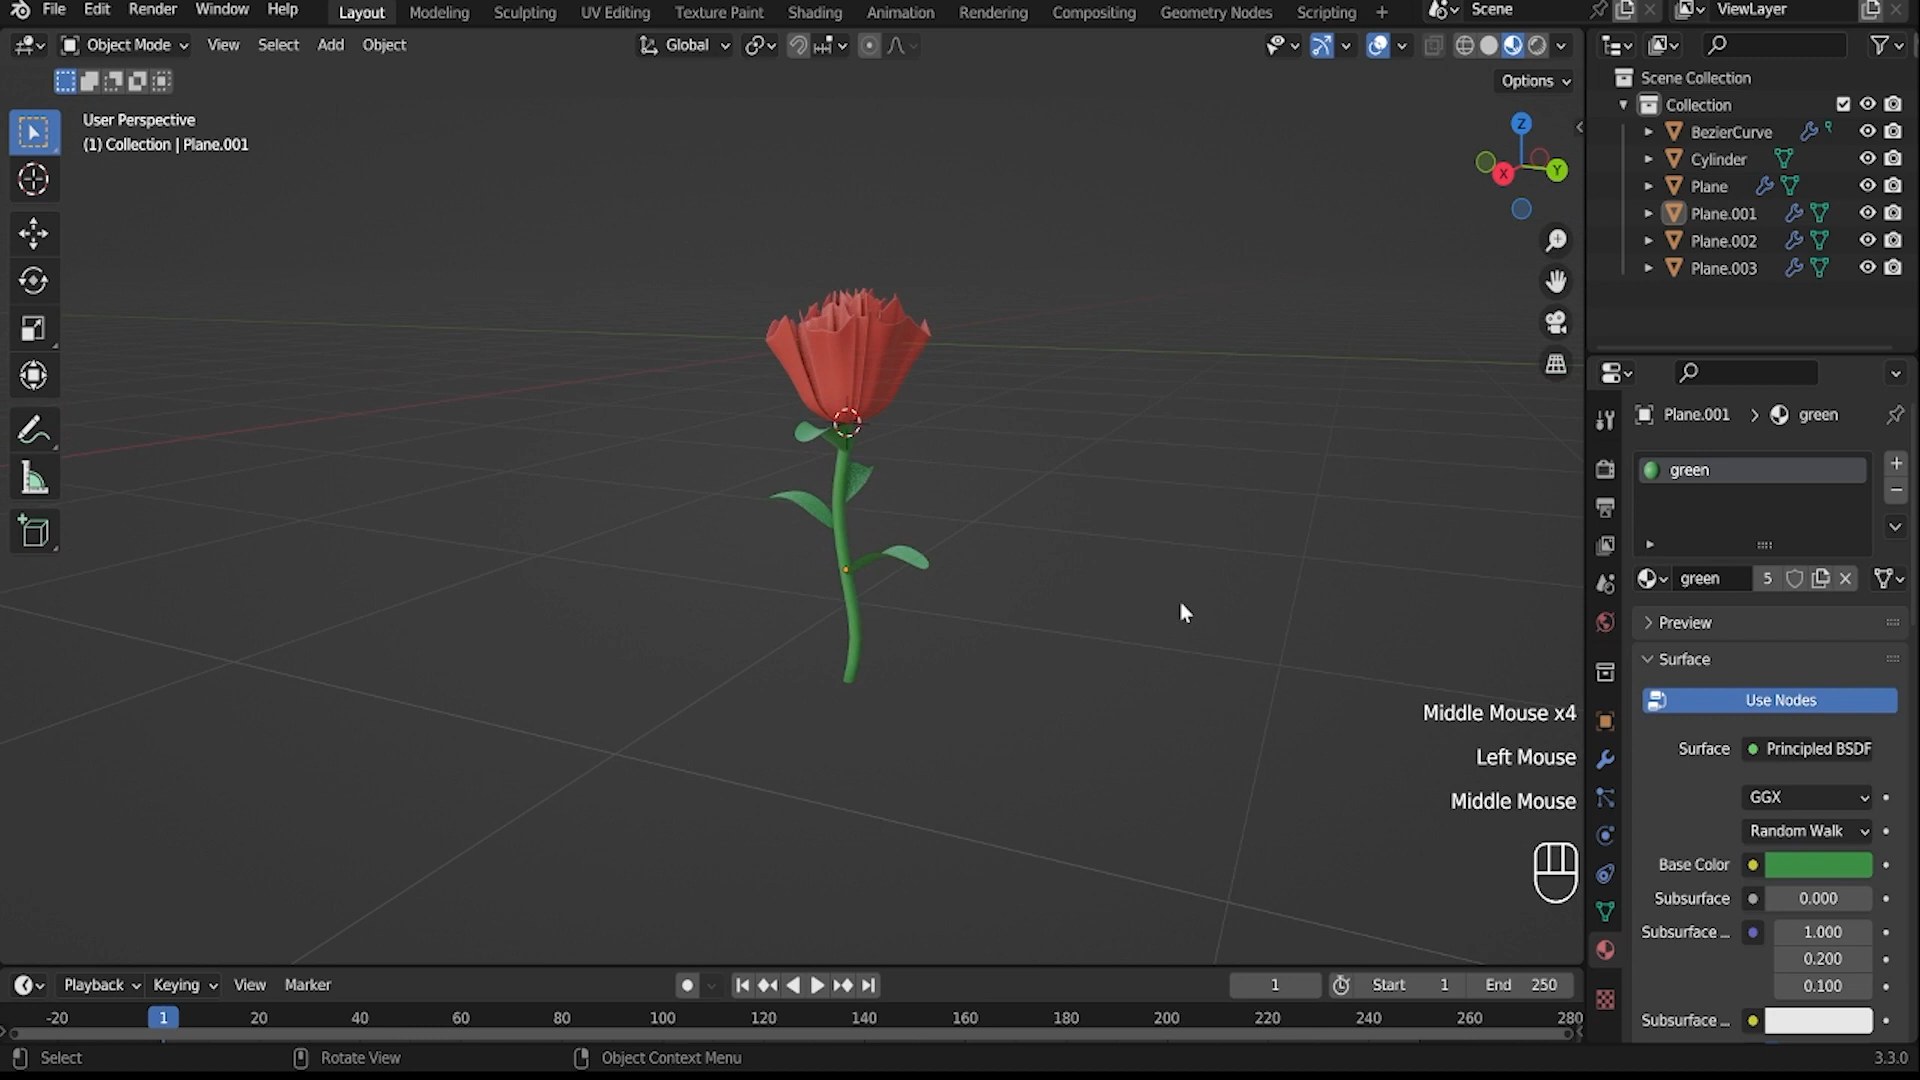 File Edit Render Window Help Layout Modeling Sculpting UV Editing Texture Paint Shading Animation Rendering Compositing Geometry Nodes Scripting + Scene ViewLayer
Object Mode View Select Add Object Global
Options
User Perspective
(1) Collection | Plane.001
Z
X
Y
Scene Collection
Collection
BezierCurve
Cylinder
Plane
Plane.001
Plane.002
Plane.003
Plane.001 > green
green
green 5
Preview
Surface
Use Nodes
Surface Principled BSDF
GGX
Random Walk
Base Color
Subsurface 0.000
Subsurface ... 1.000
0.200
0.100
Subsurface ...
Middle Mouse x4
Left Mouse
Middle Mouse
Playback Keying View Marker 1 Start 1 End 250
-20 1 20 40 60 80 100 120 140 160 180 200 220 240 260 280
Select Rotate View Object Context Menu 3.3.0